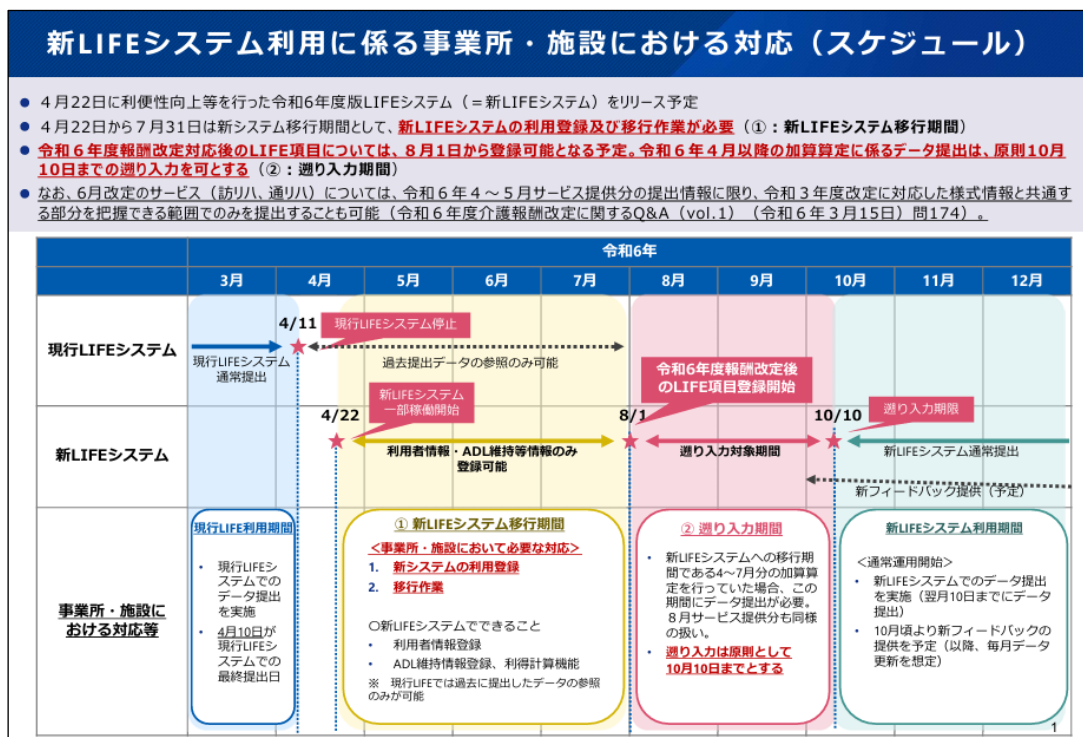 新LIFEシステム利用に係る事業所・施設における対応（スケジュール）
● ４月22日に利便性向上等を行った令和6年度版LIFEシステム（＝新LIFEシステム）をリリース予定
● ４月22日から７月31日は新システム移行期間として、新LIFEシステムの利用登録及び移行作業が必要（①：新LIFEシステム移行期間）
● 令和６年度報酬改定対応後のLIFE項目については、８月1日から登録可能となる予定。令和６年４月以降の加算算定に係るデータ提出は、原則10月
10日までの遡り入力を可とする（②：遡り入力期間）
● なお、6月改定のサービス（訪リハ、通リハ）については、令和６年４～５月サービス提供分の提出情報に限り、令和３年度改定に対応した様式情報と共通す
る部分を把握できる範囲でのみを提出することも可能（令和６年度介護報酬改定に関するQ&A（vol.1）（令和６年３月15日）問174）。
令和6年
3月 4月 5月 6月 7月 8月 9月 10月 11月 12月
現行LIFEシステム
現行LIFEシステム
通常提出
4/11
現行LIFEシステム停止
過去提出データの参照のみ可能
新LIFEシステム
4/22
新LIFEシステム
一部稼働開始
利用者情報・ADL維持等情報のみ
登録可能
令和6年度報酬改定後
のLIFE項目登録開始
8/1
遡り入力対象期間
10/10
遡り入力期限
新LIFEシステム通常提出
新フィードバック提供（予定）
事業所・施設に
おける対応等
現行LIFE利用期間
• 現行LIFEシ
ステムでの
データ提出
を実施
• 4月10日が
現行LIFEシ
ステムでの
最終提出日
① 新LIFEシステム移行期間
<事業所・施設において必要な対応>
1. 新システムの利用登録
2. 移行作業
○新LIFEシステムでできること
• 利用者情報登録
• ADL維持情報登録、利得計算機能
※ 現行LIFEでは過去に提出したデータの参照
のみが可能
② 遡り入力期間
• 新LIFEシステムへの移行期
間である4～7月分の加算算
定を行っていた場合、この
期間にデータ提出が必要。
８月サービス提供分も同様
の扱い。
• 遡り入力は原則として
10月10日までとする
新LIFEシステム利用期間
<通常運用開始>
• 新LIFEシステムでのデータ提出
を実施（翌月10日までにデータ
提出）
• 10月頃より新フィードバックの
提供を予定（以降、毎月データ
更新を想定）
1